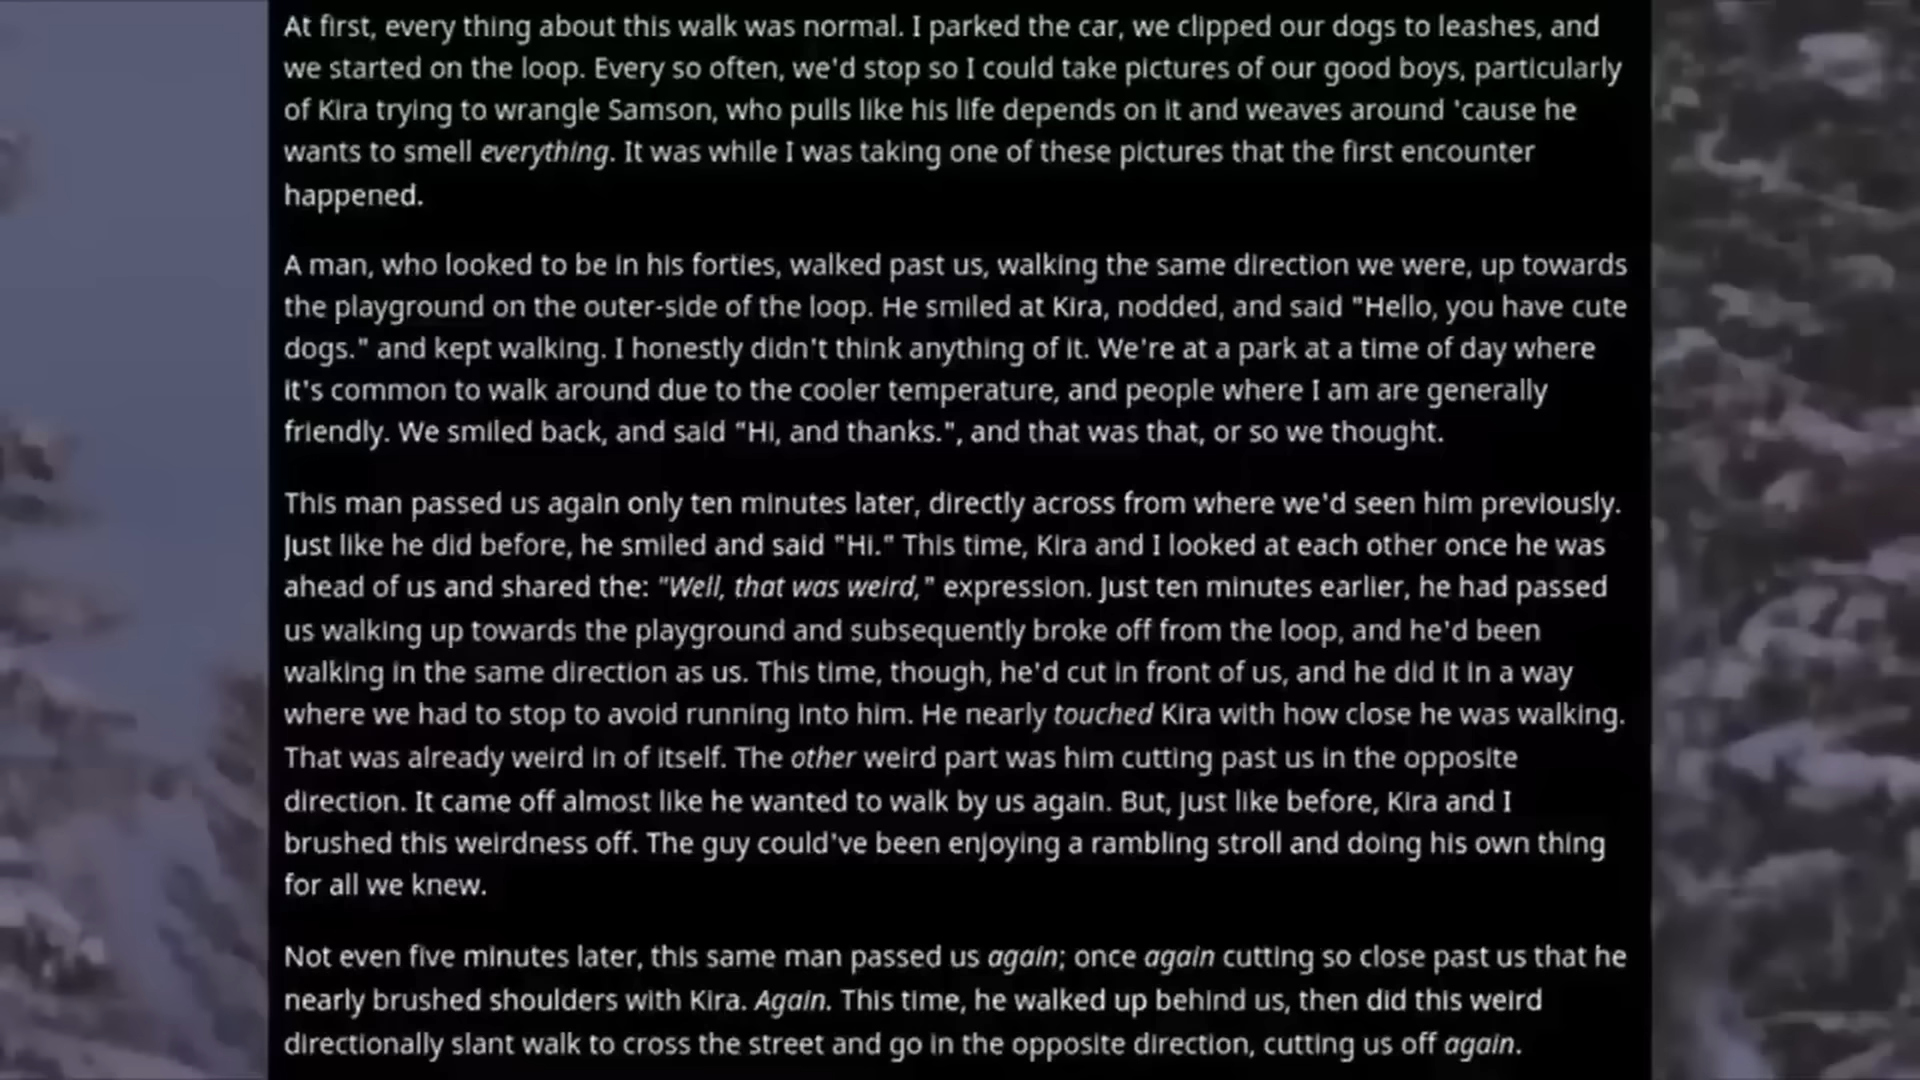 At first, every thing about this walk was normal. I parked the car, we clipped our dogs to leashes, and
we started on the loop. Every so often, we'd stop so I could take pictures of our good boys, particularly
of Kira trying to wrangle Samson, who pulls like his life depends on it and weaves around 'cause he
wants to smell everything. It was while I was taking one of these pictures that the first encounter
happened.
A man, who looked to be in his forties, walked past us, walking the same direction we were, up towards
the playground on the outer-side of the loop. He smiled at Kira, nodded, and said "Hello, you have cute
dogs." and kept walking. I honestly didn't think anything of it. We're at a park at a time of day where
it's common to walk around due to the cooler temperature, and people where I am are generally
friendly. We smiled back, and said "Hi, and thanks.", and that was that, or so we thought.
This man passed us again only ten minutes later, directly across from where we'd seen him previously.
Just like he did before, he smiled and said "Hi." This time, Kira and I looked at each other once he was
ahead of us and shared the: "Well, that was weird," expression. Just ten minutes earlier, he had passed
us walking up towards the playground and subsequently broke off from the loop, and he'd been
walking in the same direction as us. This time, though, he'd cut in front of us, and he did it in a way
where we had to stop to avoid running into him. He nearly touched Kira with how close he was walking.
That was already weird in of itself. The other weird part was him cutting past us in the opposite
direction. It came off almost like he wanted to walk by us again. But, just like before, Kira and I
brushed this weirdness off. The guy could've been enjoying a rambling stroll and doing his own thing
for all we knew.
Not even five minutes later, this same man passed us again; once again cutting so close past us that he
nearly brushed shoulders with Kira. Again. This time, he walked up behind us, then did this weird
directionally slant walk to cross the street and go in the opposite direction, cutting us off again.